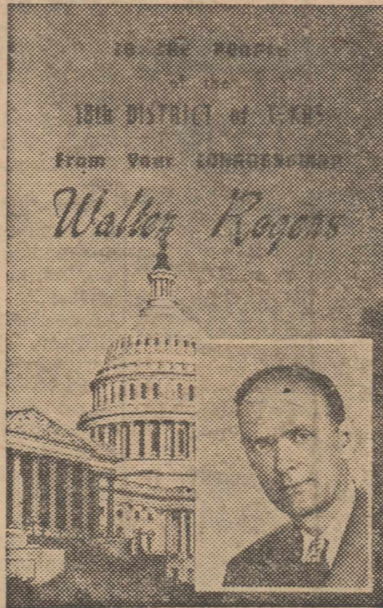 TO THE PEOPLE
of the
18th DISTRICT of TEXAS
From Your CONGRESSMAN
Walter Rogers